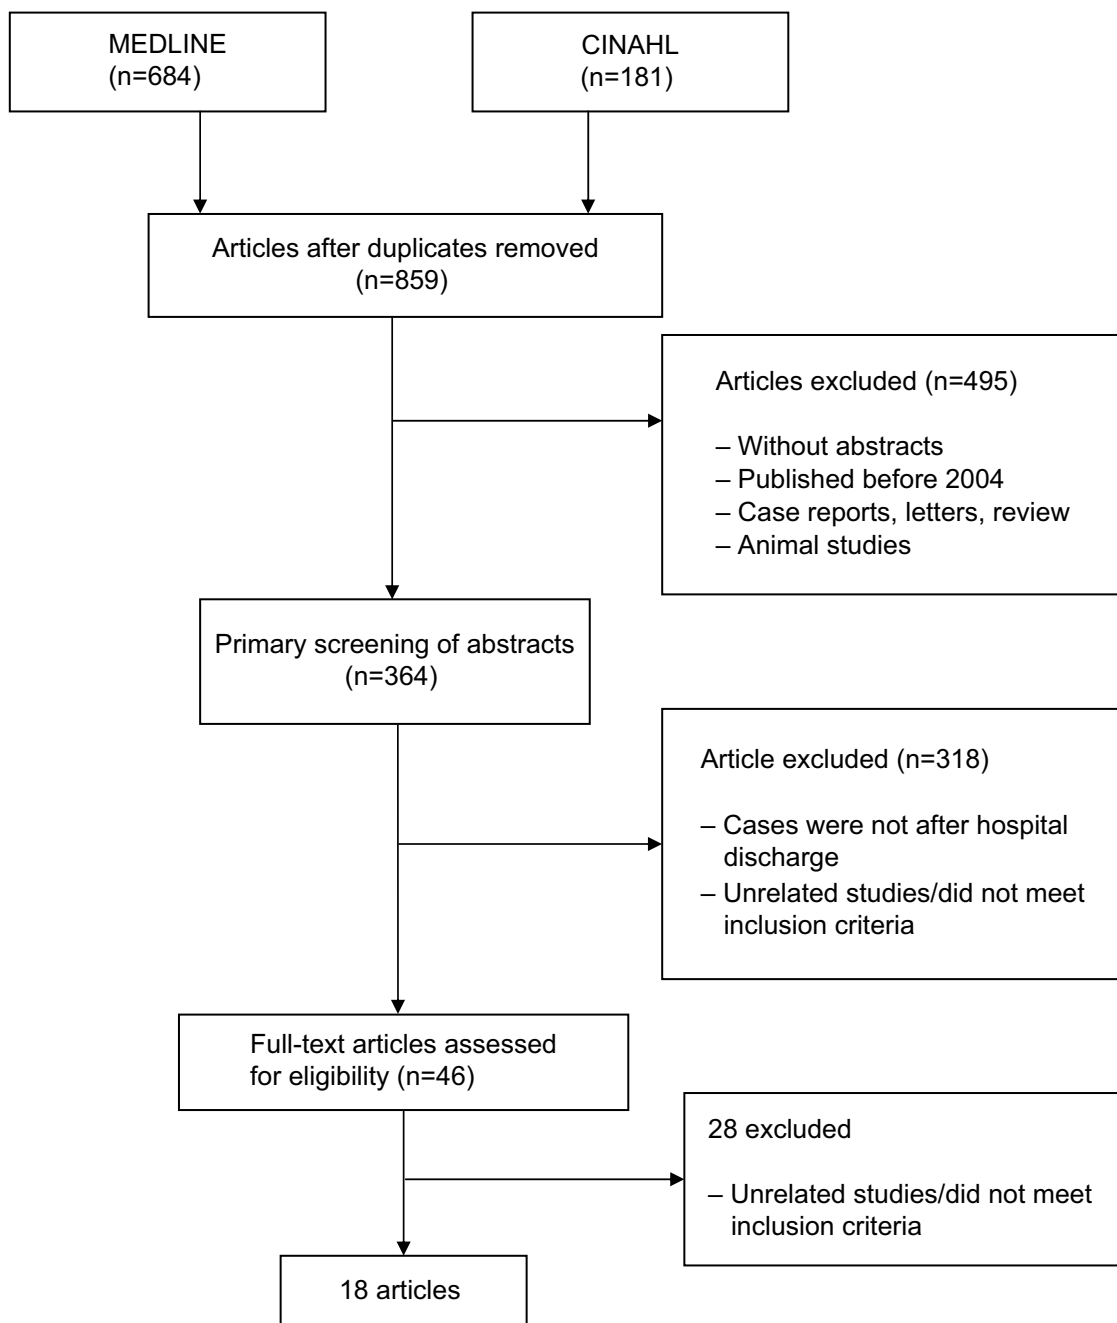 MEDLINE
(n=684)
CINAHL
(n=181)
Articles after duplicates removed
(n=859)
Articles excluded (n=495)
– Without abstracts
– Published before 2004
– Case reports, letters, review
– Animal studies
Primary screening of abstracts
(n=364)
Article excluded (n=318)
– Cases were not after hospital
discharge
– Unrelated studies/did not meet
inclusion criteria
Full-text articles assessed
for eligibility (n=46)
28 excluded
– Unrelated studies/did not meet
inclusion criteria
18 articles